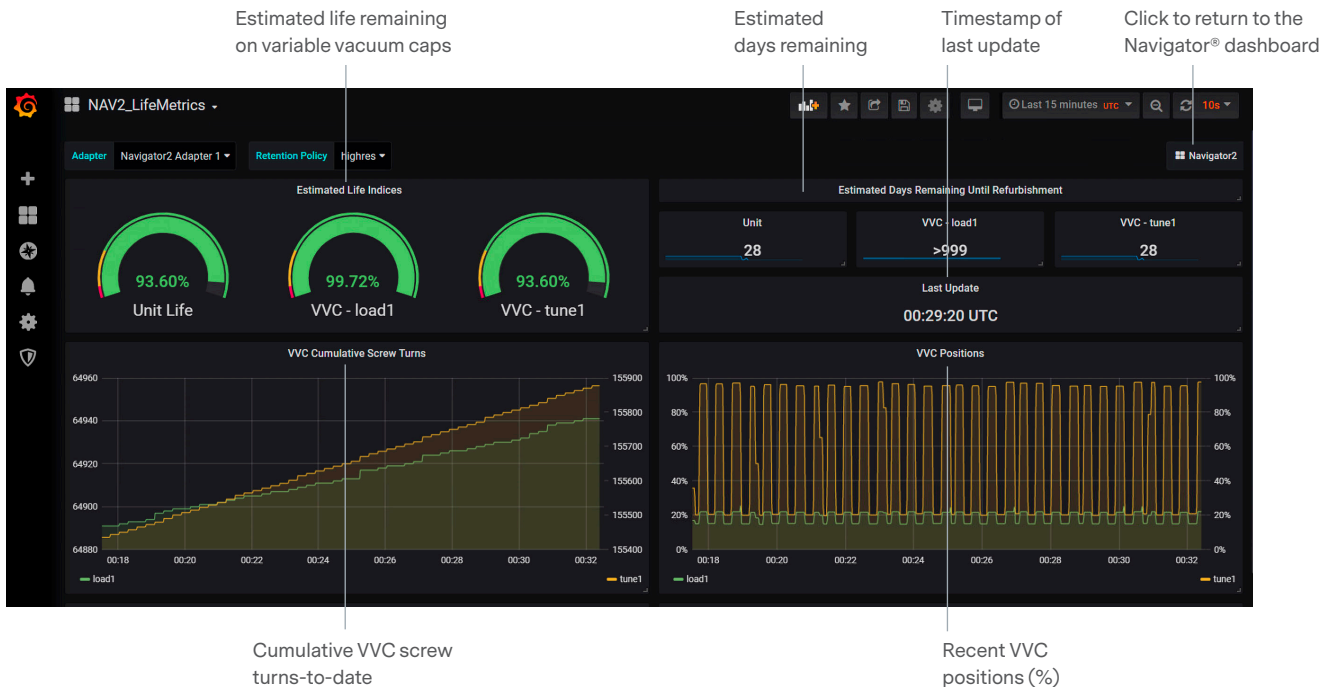 Estimated life remaining
on variable vacuum caps
Estimated
days remaining
Timestamp of
last update
Click to return to the
Navigator® dashboard
NAV2_LifeMetrics
Last 15 minutes UTC
10s
Adapter Navigator2 Adapter 1
Retention Policy highres
Navigator2
Estimated Life Indices
93.60%
Unit Life
99.72%
VVC - load1
93.60%
VVC - tune1
Estimated Days Remaining Until Refurbishment
Unit
28
VVC - load1
>999
VVC - tune1
28
Last Update
00:29:20 UTC
VVC Cumulative Screw Turns
64960
64940
64920
64900
64880
155900
155800
155700
155600
155500
155400
00:18 00:20 00:22 00:24 00:26 00:28 00:30 00:32
load1 tune1
VVC Positions
100%
80%
60%
40%
20%
0%
100%
80%
60%
40%
20%
0%
00:18 00:20 00:22 00:24 00:26 00:28 00:30 00:32
load1 tune1
Cumulative VVC screw
turns-to-date
Recent VVC
positions (%)